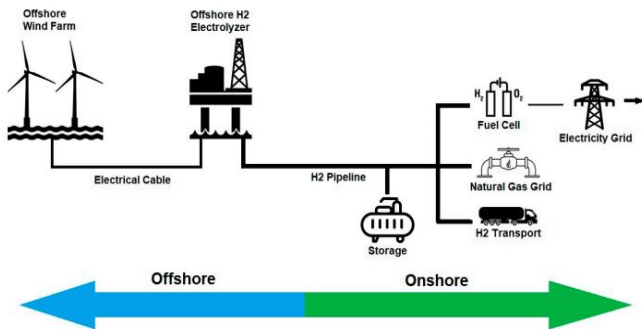 Offshore
Wind Farm
Offshore H2
Electrolyzer
H2 O2
Fuel Cell
Electricity Grid
Electrical Cable
H2 Pipeline
Natural Gas Grid
Storage
H2 Transport
Offshore
Onshore